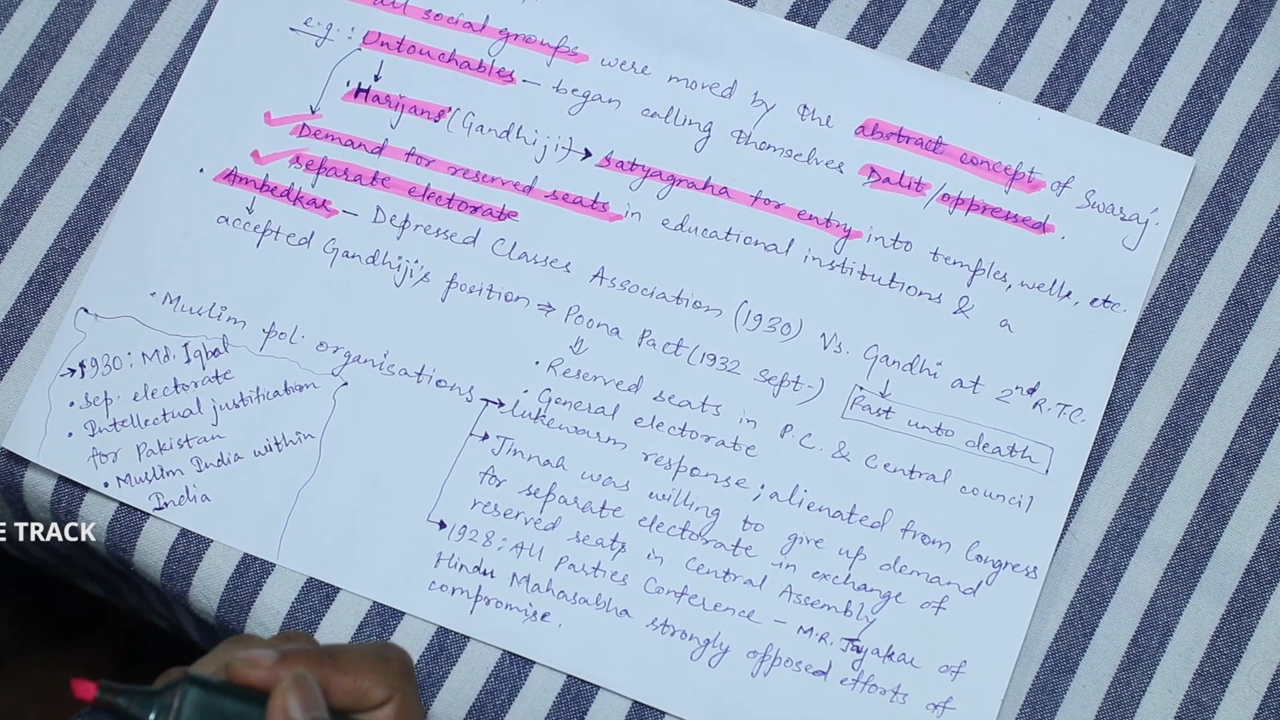 all social groups were moved by the abstract concept of Swaraj.
e.g.: Untouchables — began calling themselves Dalit/oppressed.
'Harijans' (Gandhiji) → Satyagraha for entry into temples, wells, etc.
Demand for reserved seats in educational institutions & a
separate electorate
• Ambedkar — Depressed Classes Association (1930) Vs. Gandhi at 2nd R.T.C.
accepted Gandhiji's position ⇒ Poona Pact (1932 Sept-)
Fast unto death
• Reserved seats in P.C. & Central council
• General electorate
• Muslim pol. organisations → lukewarm response; alienated from Congress
→ Jinnah was willing to give up demand
for separate electorate in exchange of
reserved seats in Central Assembly
→ 1928: All Parties Conference – M.R. Jayakar of
Hindu Mahasabha strongly opposed efforts of
compromise.
→ 1930: Md. Iqbal
• Sep. electorate
• Intellectual justification
for Pakistan
• Muslim India within
India
E TRACK